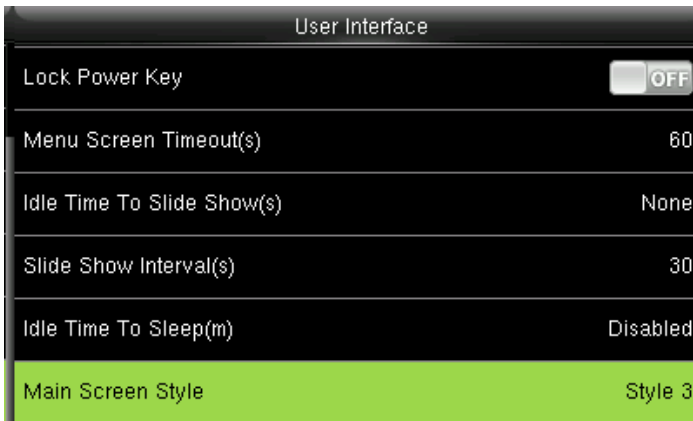 User Interface
Lock Power Key OFF
Menu Screen Timeout(s) 60
Idle Time To Slide Show(s) None
Slide Show Interval(s) 30
Idle Time To Sleep(m) Disabled
Main Screen Style Style 3